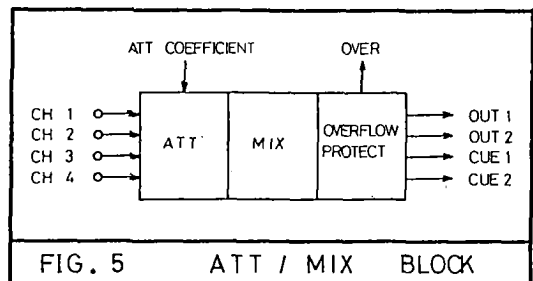 ATT COEFFICIENT OVER
CH 1 OUT 1
CH 2 OUT 2
CH 3 CUE 1
CH 4 CUE 2
ATT MIX OVERFLOW PROTECT
FIG. 5 ATT / MIX BLOCK